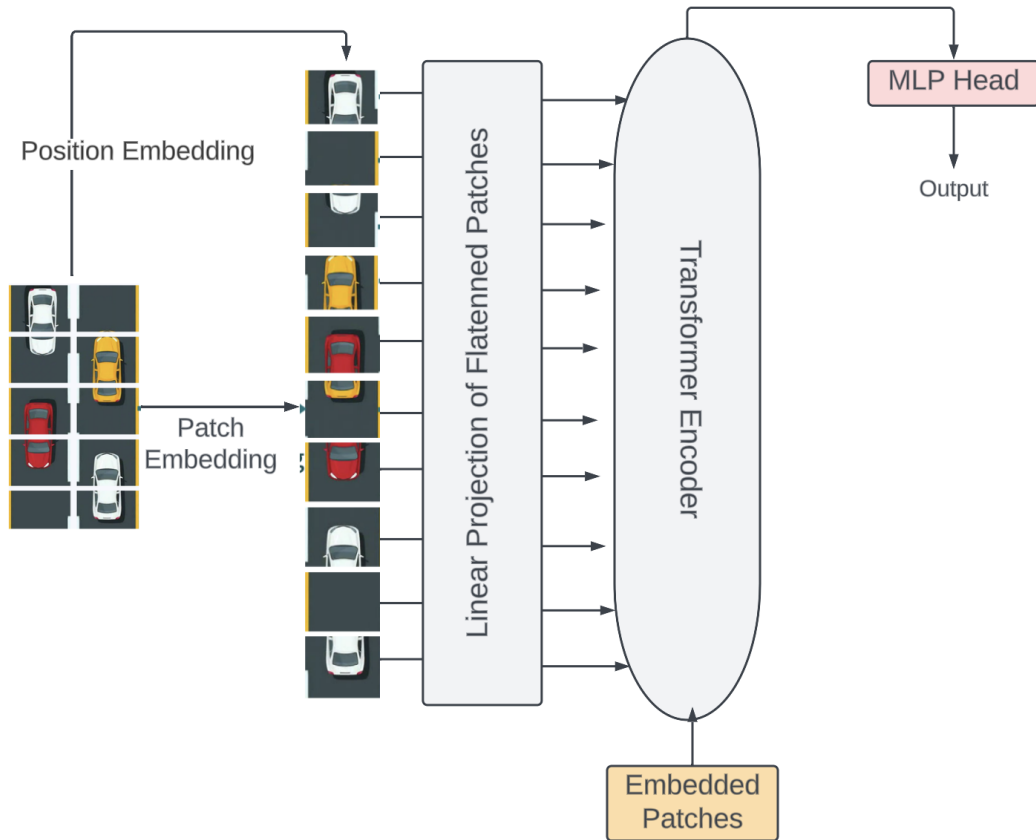 Position Embedding
Patch
Embedding
Linear Projection of Flatenned Patches
Transformer Encoder
MLP Head
Output
Embedded
Patches